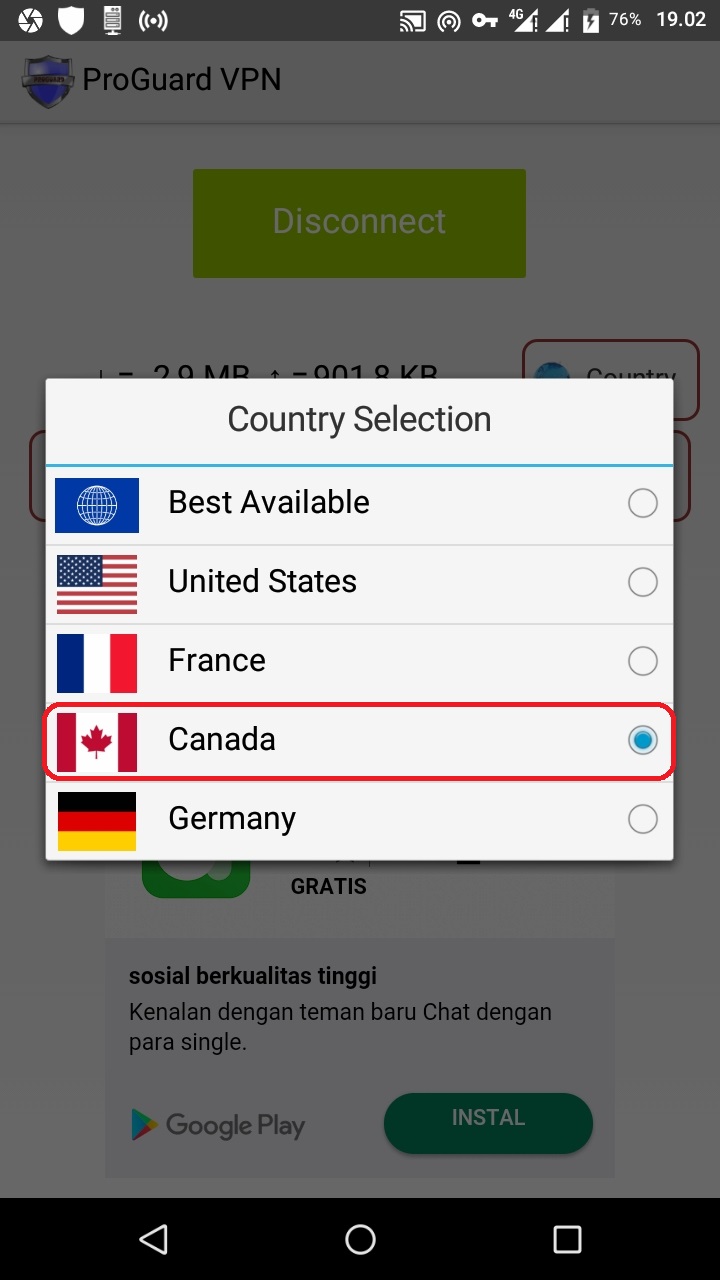 4G
76%
19.02
ProGuard VPN
Disconnect
↓ = 2.9 MB ↑ = 901.8 KB
Country
Country Selection
Best Available
United States
France
Canada
Germany
GRATIS
sosial berkualitas tinggi
Kenalan dengan teman baru Chat dengan
para single.
Google Play
INSTAL